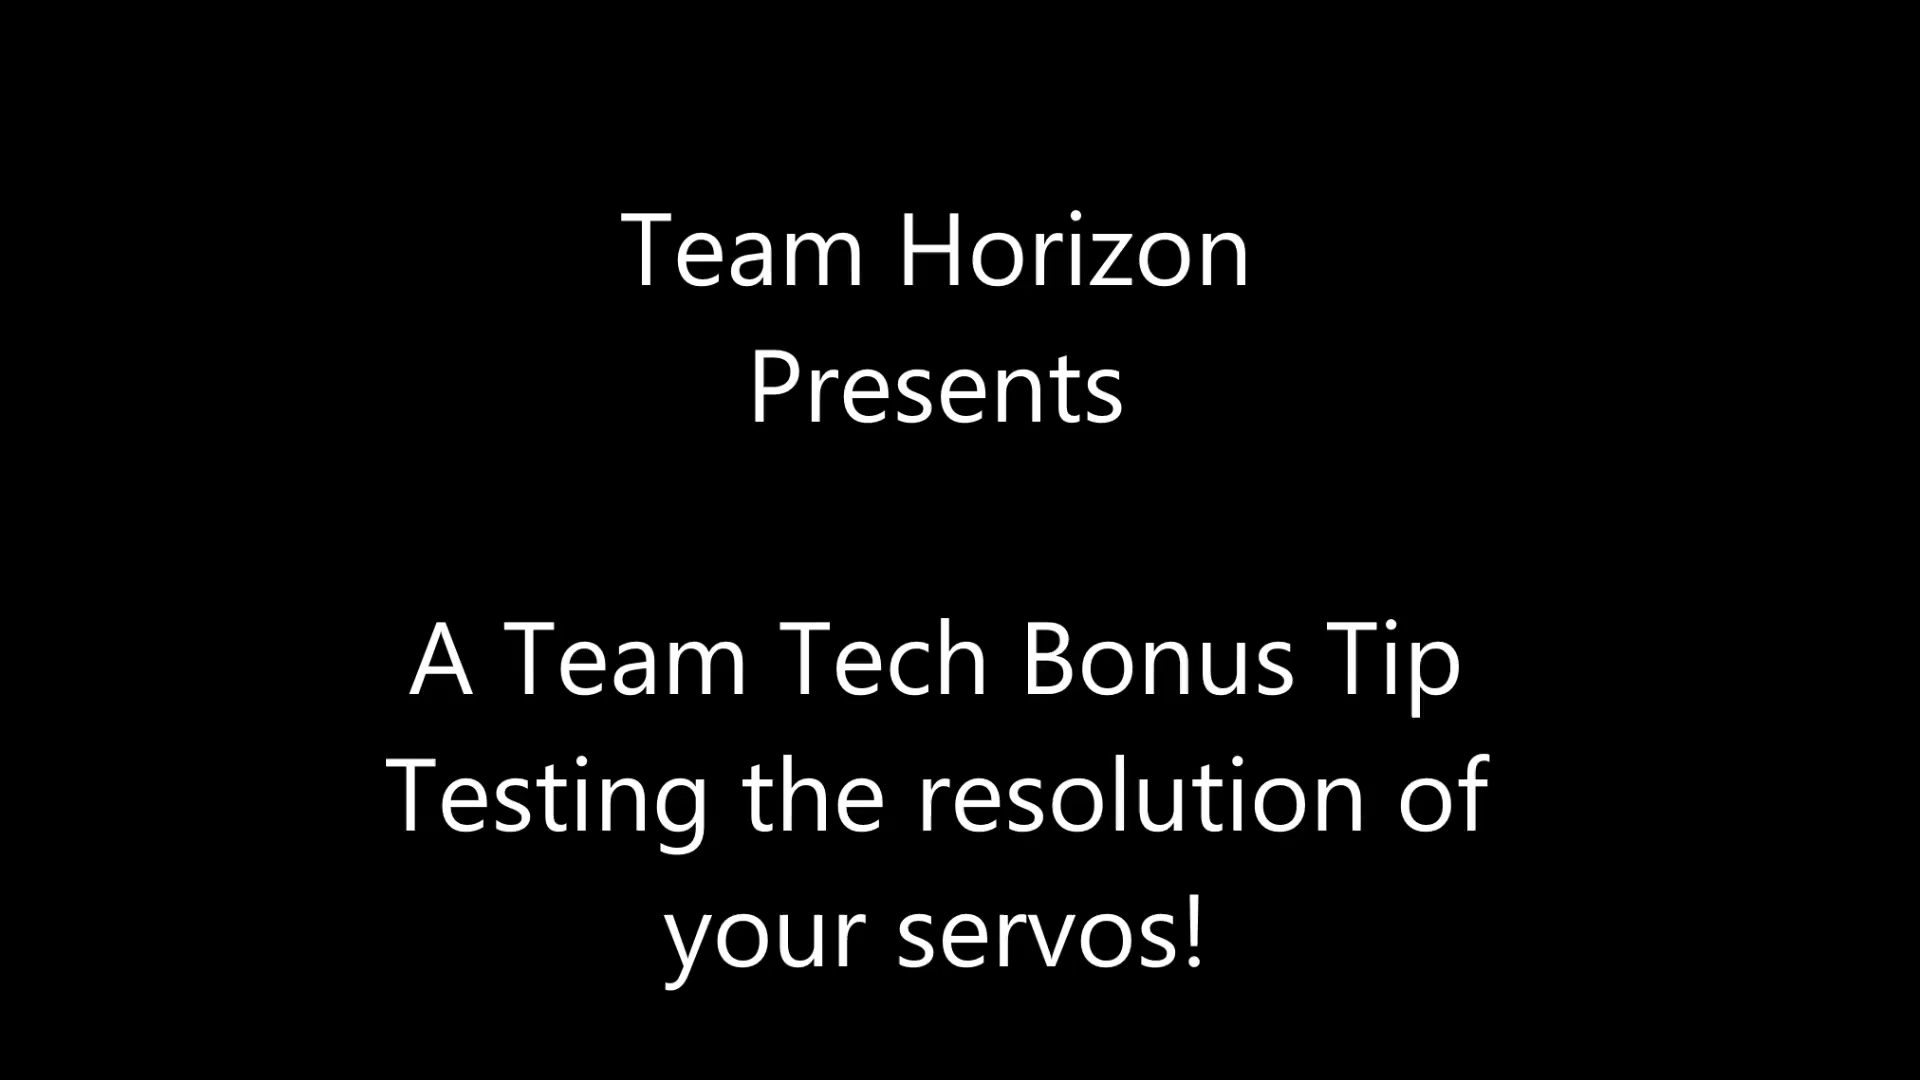 Team Horizon
Presents
A Team Tech Bonus Tip
Testing the resolution of
your servos!